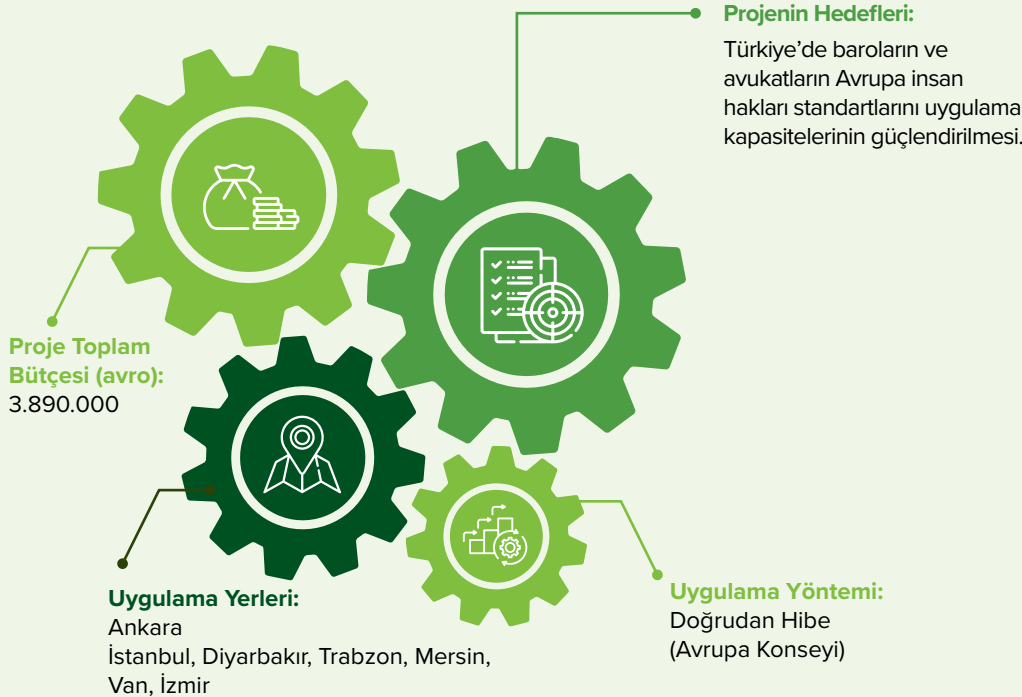 Projenin Hedefleri:
Türkiye’de baroların ve
avukatların Avrupa insan
hakları standartlarını uygulama
kapasitelerinin güçlendirilmesi.
Proje Toplam
Bütçesi (avro):
3.890.000
Uygulama Yerleri:
Ankara
İstanbul, Diyarbakır, Trabzon, Mersin,
Van, İzmir
Uygulama Yöntemi:
Doğrudan Hibe
(Avrupa Konseyi)